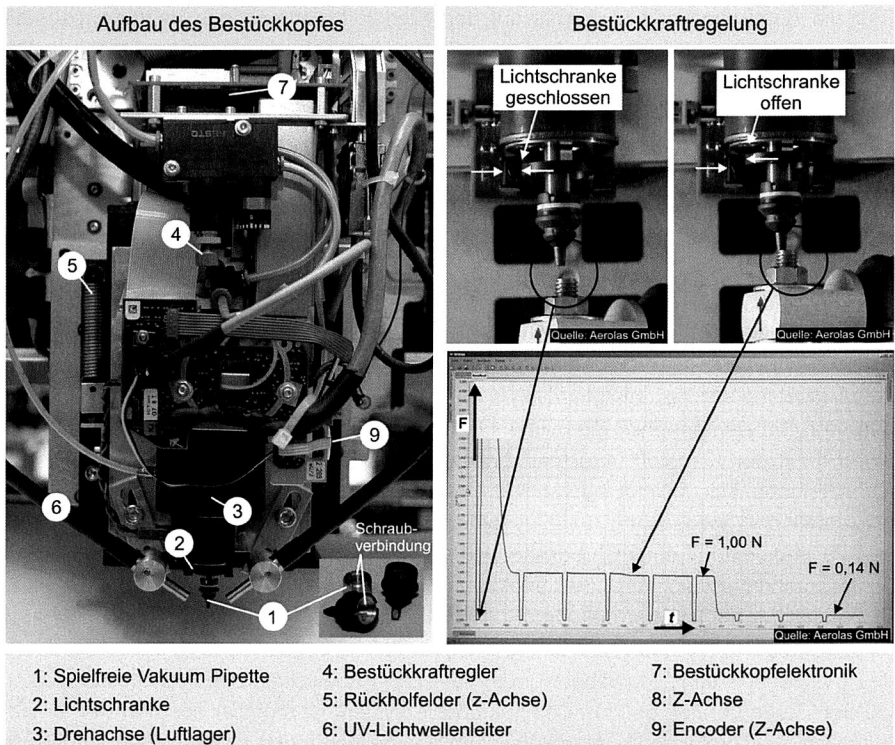 Aufbau des Bestückkopfes
7
4
5
9
3
6
2
1
Schraub-
verbindung
Bestückkraftregelung
Lichtschranke
geschlossen
Lichtschranke
offen
Quelle: Aerolas GmbH
Quelle: Aerolas GmbH
F
F = 1,00 N
F = 0,14 N
t
Quelle: Aerolas GmbH
1: Spielfreie Vakuum Pipette
2: Lichtschranke
3: Drehachse (Luftlager)
4: Bestückkraftregler
5: Rückholfelder (z-Achse)
6: UV-Lichtwellenleiter
7: Bestückkopfelektronik
8: Z-Achse
9: Encoder (Z-Achse)